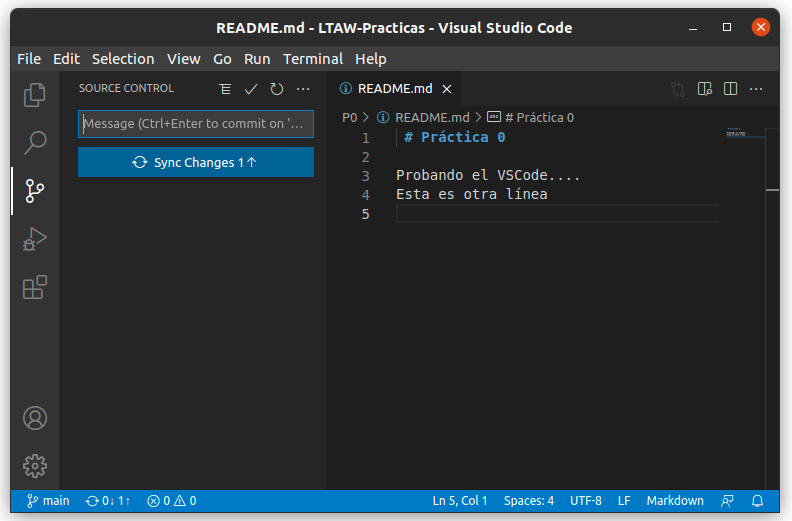 README.md - LTAW-Practicas - Visual Studio Code
File Edit Selection View Go Run Terminal Help
SOURCE CONTROL
Message (Ctrl+Enter to commit on '...
Sync Changes 1↑
README.md
P0 > README.md > abc # Práctica 0
1 # Práctica 0
2
3 Probando el VSCode....
4 Esta es otra línea
5
main 0↓ 1↑ 0 0 Ln 5, Col 1 Spaces: 4 UTF-8 LF Markdown